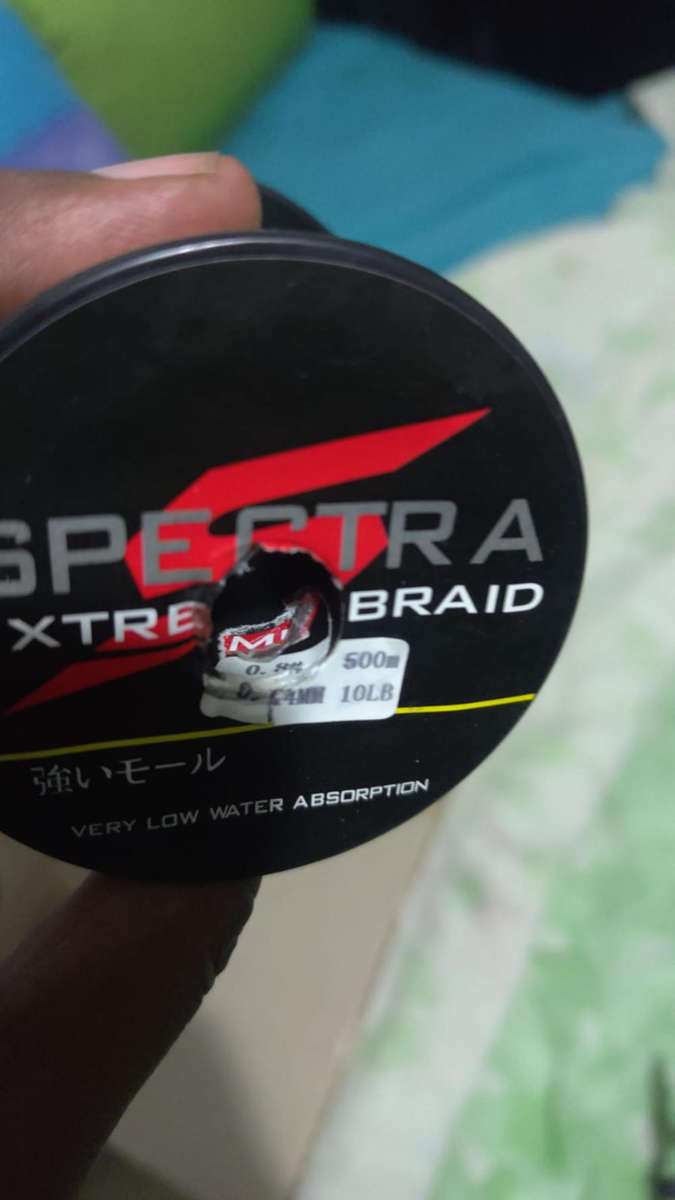 SPECTRA
XTRE BRAID
500m
10LB
強いモール
VERY LOW WATER ABSORPTION